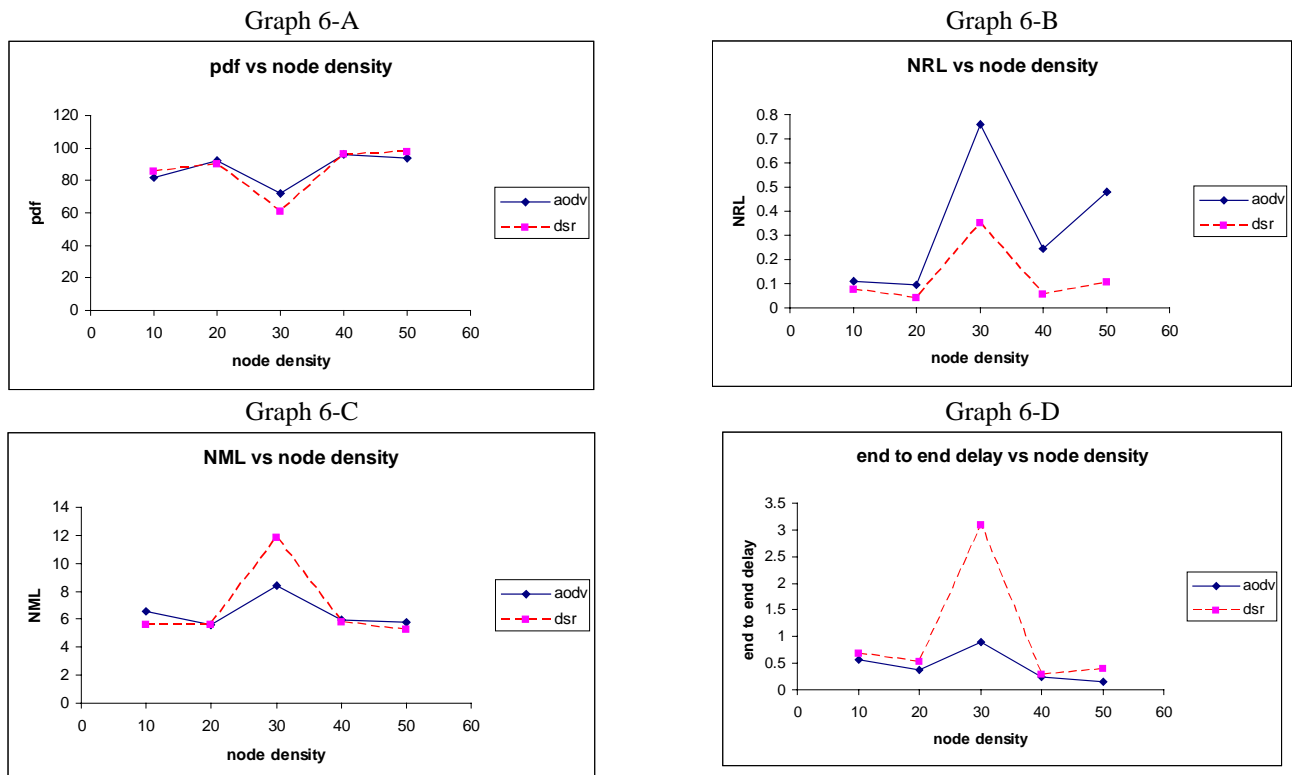 Graph 6-A
pdf vs node density
120
100
80
60
40
20
0
pdf
0 10 20 30 40 50 60
node density
aodv
dsr
Graph 6-B
NRL vs node density
0.8
0.7
0.6
0.5
0.4
0.3
0.2
0.1
0
NRL
0 10 20 30 40 50 60
node density
aodv
dsr
Graph 6-C
NML vs node density
14
12
10
8
6
4
2
0
NML
0 10 20 30 40 50 60
node density
aodv
dsr
Graph 6-D
end to end delay vs node density
3.5
3
2.5
2
1.5
1
0.5
0
end to end delay
0 10 20 30 40 50 60
node density
aodv
dsr